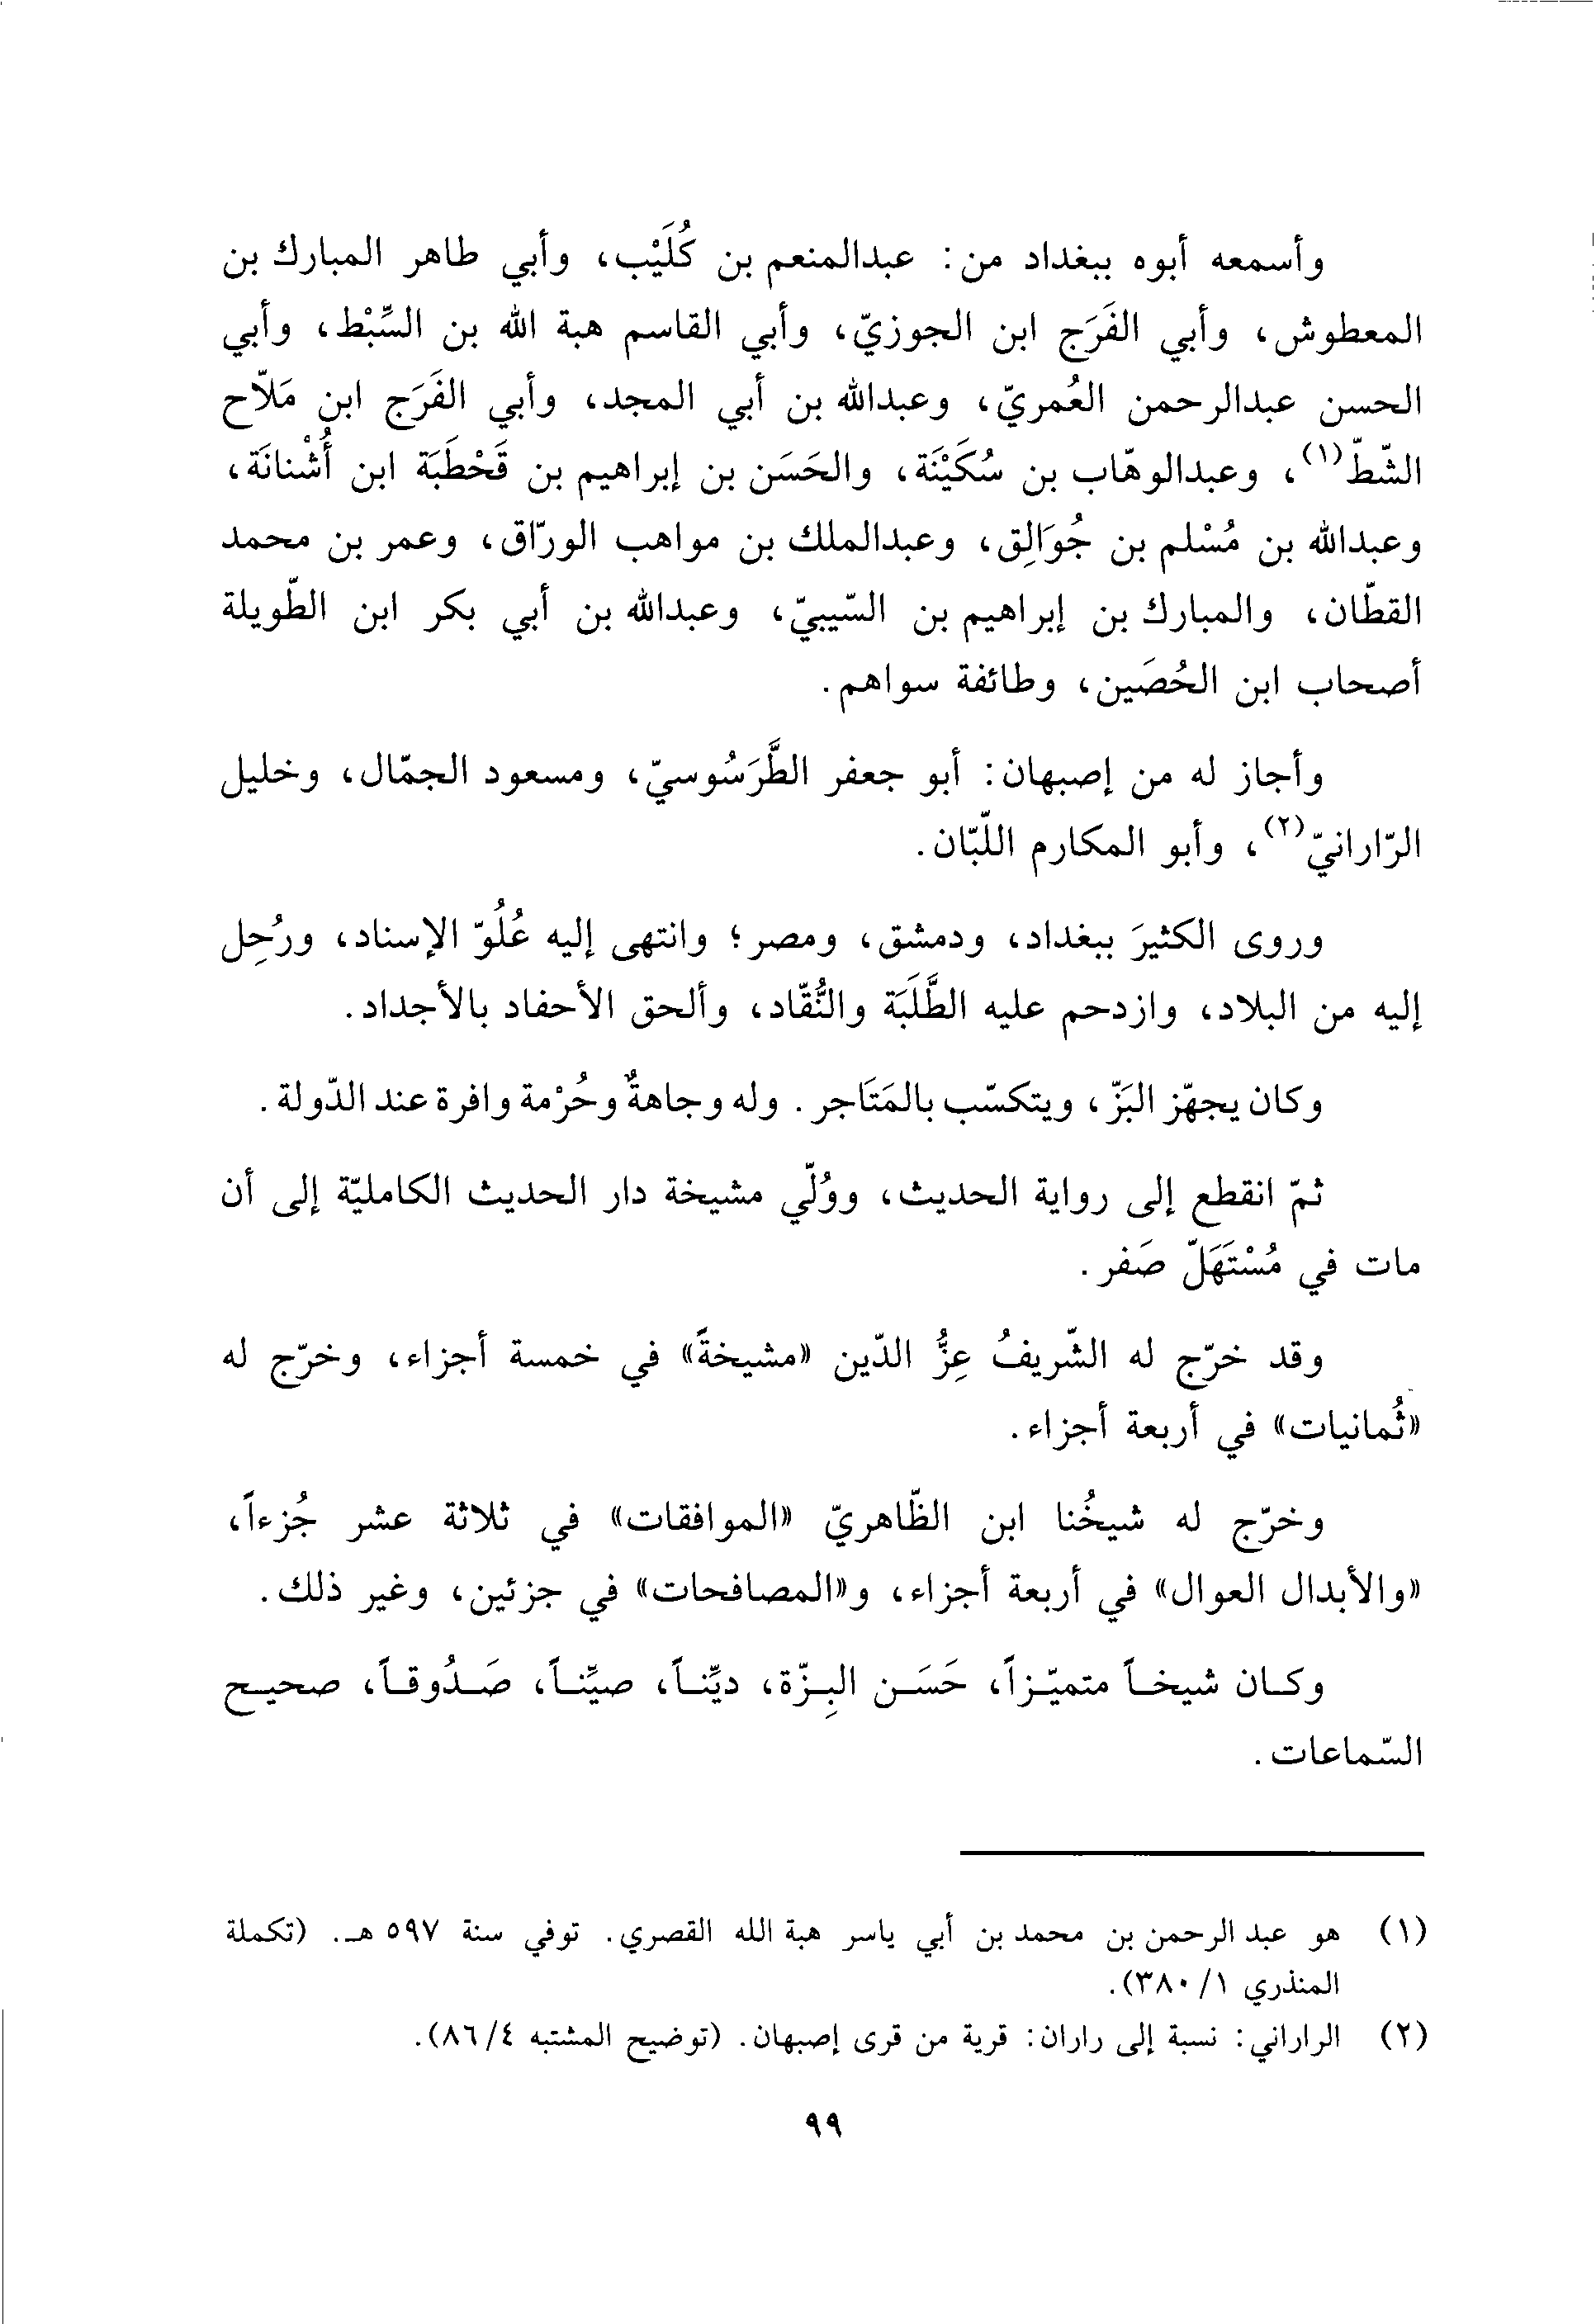 وأسمعه أبوه ببغداد من: عبدالمنعم بن كُلَيْب، وأبي طاهر المبارك بن
المعطوش، وأبي الفَرَج ابن الجوزيّ، وأبي القاسم هبة الله بن السِّبْط، وأبي
الحسن عبدالرحمن العُمريّ، وعبدالله بن أبي المجد، وأبي الفَرَج ابن مَلاّح
الشّطّ(١)، وعبدالوهّاب بن سُكَيْنَة، والحَسَن بن إبراهيم بن قَحْطَبَة ابن أُشْنانَة،
وعبدالله بن مُسْلم بن جُوَالِق، وعبدالملك بن مواهب الورّاق، وعمر بن محمد
القطّان، والمبارك بن إبراهيم بن السّيبيّ، وعبدالله بن أبي بكر ابن الطّويلة
أصحاب ابن الحُصَين، وطائفة سواهم.
وأجاز له من إصبهان: أبو جعفر الطَّرَسُوسيّ، ومسعود الجمّال، وخليل
الرّارانيّ(٢)، وأبو المكارم اللّبّان.
وروى الكثيرَ ببغداد، ودمشق، ومصر؛ وانتهى إليه عُلُوّ الإسناد، ورُحِل
إليه من البلاد، وازدحم عليه الطَّلَبَة والنُّقّاد، وألحق الأحفاد بالأجداد.
وكان يجهّز البَزّ، ويتكسّب بالمَتَاجر. وله وجاهةٌ وحُرْمة وافرة عند الدّولة.
ثمّ انقطع إلى رواية الحديث، ووُلّي مشيخة دار الحديث الكامليّة إلى أن
مات في مُسْتَهَلّ صَفر.
وقد خرّج له الشّريفُ عِزُّ الدّين «مشيخةً» في خمسة أجزاء، وخرّج له
«ثُمانيات» في أربعة أجزاء.
وخرّج له شيخُنا ابن الظّاهريّ «الموافقات» في ثلاثة عشر جُزءاً،
«والأبدال العوال» في أربعة أجزاء، و«المصافحات» في جزئين، وغير ذلك.
وكـان شيخـاً متميّـزاً، حَسَـن البِـزّة، ديِّنـاً، صيِّنـاً، صَـدُوقـاً، صحيـح
السّماعات.
(١) هو عبد الرحمن بن محمد بن أبي ياسر هبة الله القصري. توفي سنة ٥٩٧ هـ. (تكملة
المنذري ١/ ٣٨٠).
(٢) الراراني: نسبة إلى راران: قرية من قرى إصبهان. (توضيح المشتبه ٤/ ٨٦).
٩٩